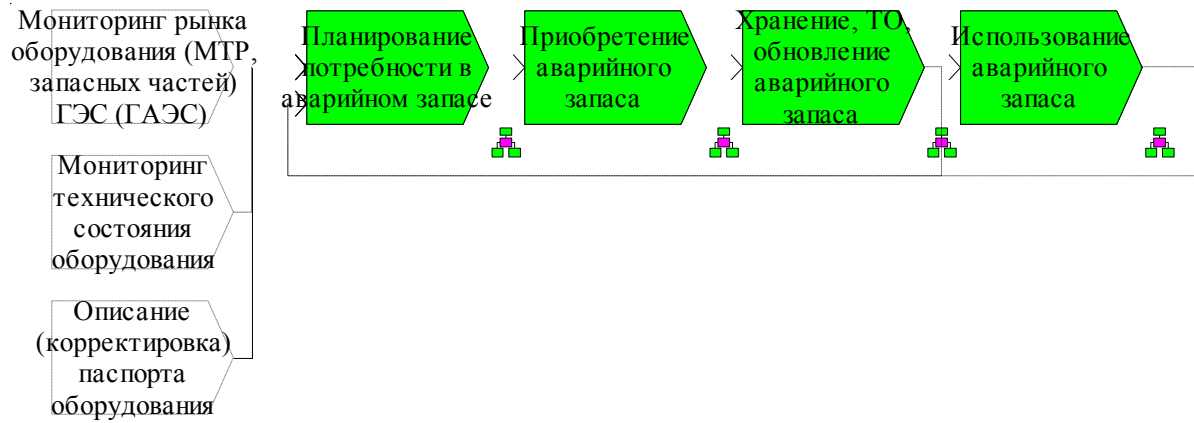 Мониторинг рынка
оборудования (МТР,
запасных частей)
ГЭС (ГАЭС)
Планирование
потребности в
аварийном запасе
Приобретение
аварийного
запаса
Хранение, ТО,
обновление
аварийного
запаса
Использование
аварийного
запаса
Мониторинг
технического
состояния
оборудования
Описание
(корректировка)
паспорта
оборудования